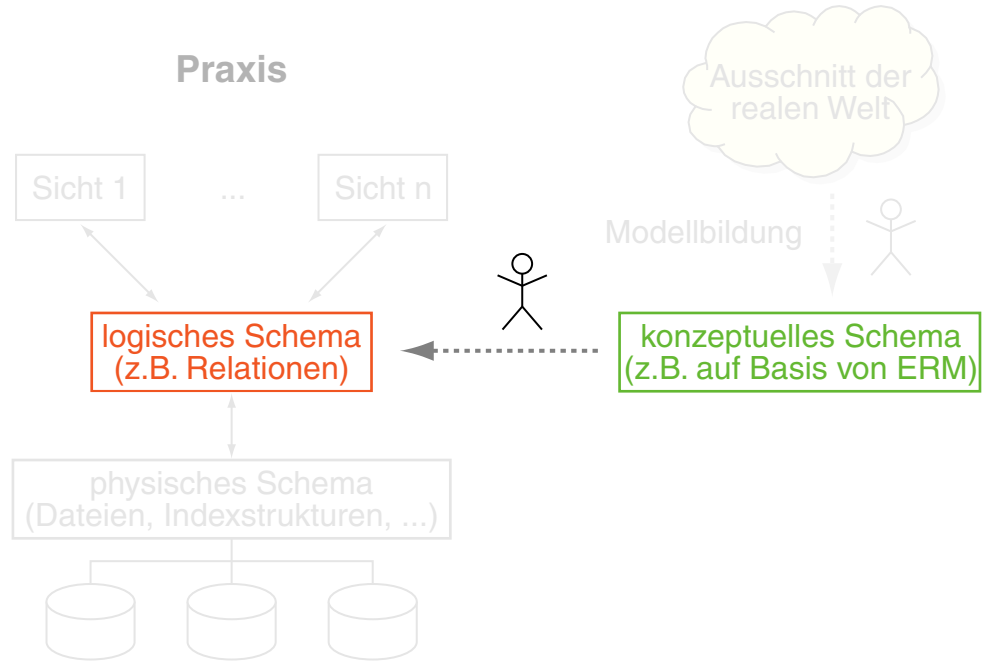 Praxis
Ausschnitt der
realen Welt
Sicht 1
...
Sicht n
Modellbildung
logisches Schema
(z.B. Relationen)
konzeptuelles Schema
(z.B. auf Basis von ERM)
physisches Schema
(Dateien, Indexstrukturen, ...)